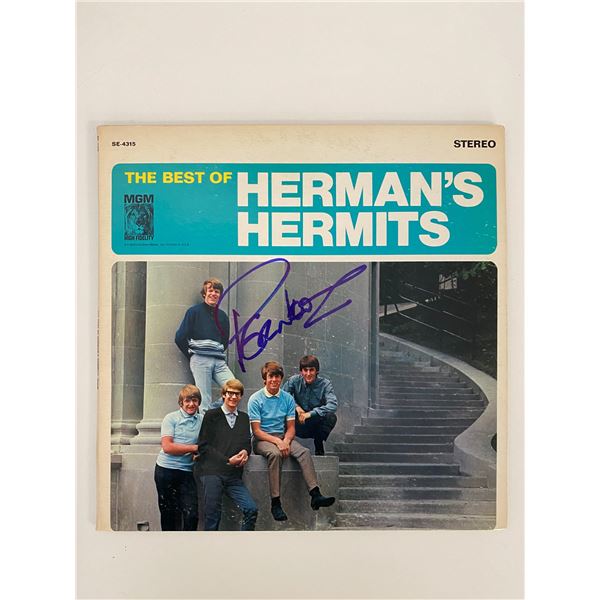 SE-4315
STEREO
THE BEST OF HERMAN'S
HERMITS
MGM
HIGH FIDELITY